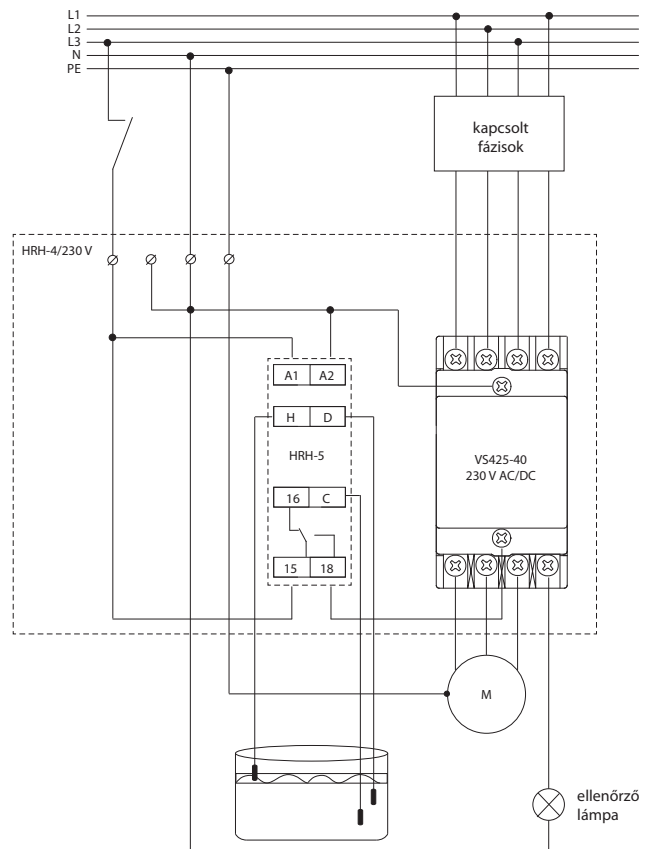 L1
L2
L3
N
PE
kapcsolt
fázisok
HRH-4/230 V
A1 A2
H D
HRH-5
16 C
15 18
VS425-40
230 V AC/DC
M
ellenőrző
lámpa